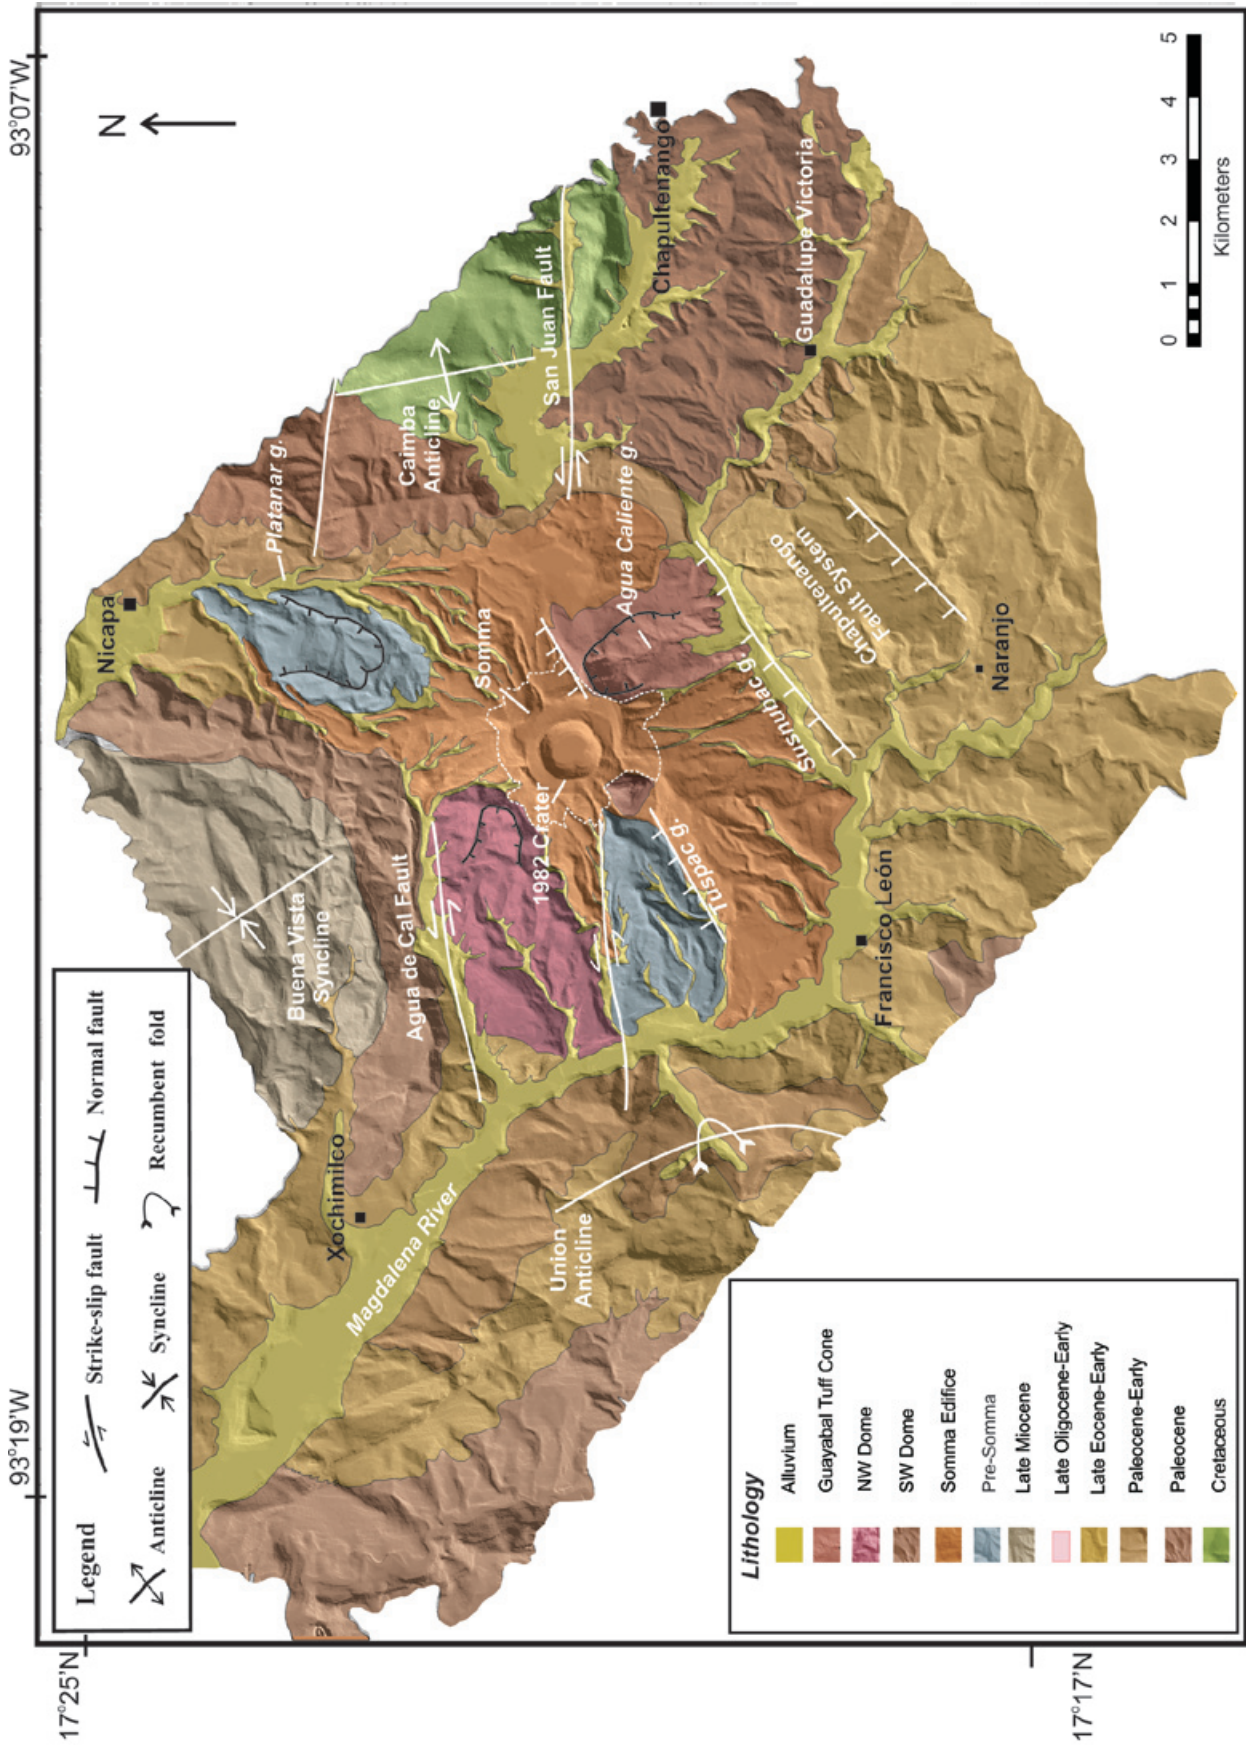 93°19'W
93°07'W
17°25'N
17°17'N
N
Legend
Strike-slip fault
Normal fault
Anticline
Syncline
Recumbent fold
Nicapa
Platanar g.
Buena Vista
Syncline
Xochimilco
Agua de Cal Fault
Caimba
Anticline
Somma
San Juan Fault
Magdalena River
1982 Crater
Agua Caliente g.
Chapultenango
Union
Anticline
Tuspac g.
Susnubac g.
Guadalupe Victoria
Chapultenango
Fault System
Francisco León
Naranjo
Lithology
Alluvium
Guayabal Tuff Cone
NW Dome
SW Dome
Somma Edifice
Pre-Somma
Late Miocene
Late Oligocene-Early
Late Eocene-Early
Paleocene-Early
Paleocene
Cretaceous
0 1 2 3 4 5
Kilometers